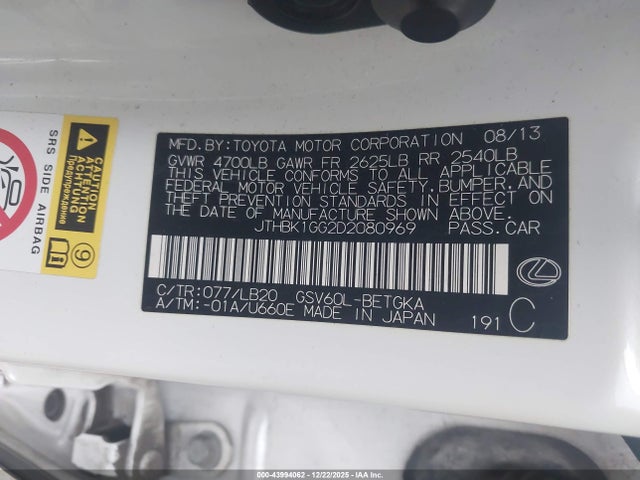 MFD. BY: TOYOTA MOTOR CORPORATION 08/13
GVWR 4700LB GAWR FR 2625LB RR 2540LB
THIS VEHICLE CONFORMS TO ALL APPLICABLE
FEDERAL MOTOR VEHICLE SAFETY, BUMPER, AND
THEFT PREVENTION STANDARDS IN EFFECT ON
THE DATE OF MANUFACTURE SHOWN ABOVE.
JTHBK1GG2D2080969 PASS.CAR
C/TR: 077/LB20 GSV60L-BETGKA
A/TM: -01A/U660E MADE IN JAPAN 191 C
SRS SIDE AIRBAG
ATTENTION
ACHTUNG
Предупреждение
000-43994062 - 12/22/2025 - IAA